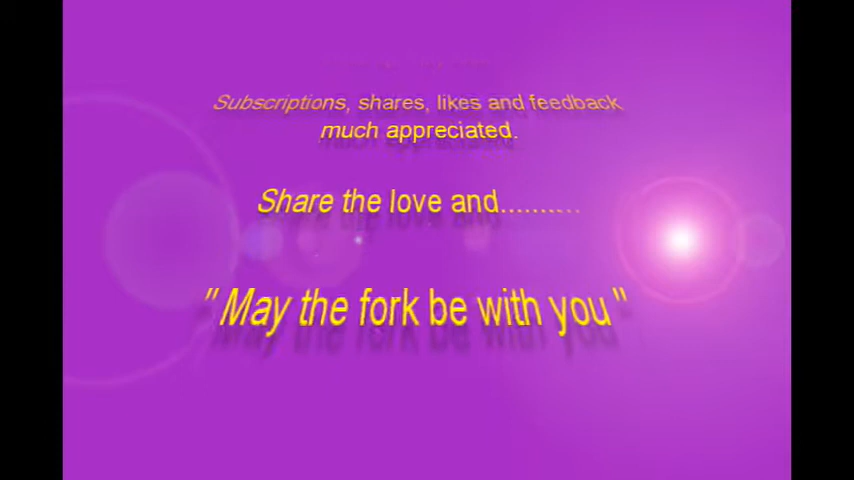 Subscriptions, shares, likes and feedback
much appreciated.
Share the love and..........
"May the fork be with you"